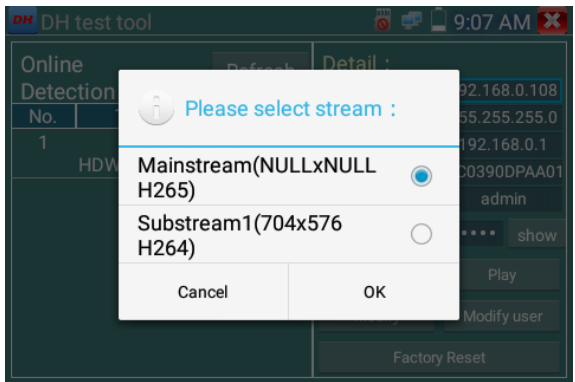 DH DH test tool 9:07 AM
Online
Refresh
Detail :
Detection
92.168.0.108
No.
55.255.255.0
1
192.168.0.1
HDW
C0390DPAA01
admin
show
Play
Modify user
Factory Reset
Please select stream :
Mainstream(NULLxNULL
H265)
Substream1(704x576
H264)
Cancel OK